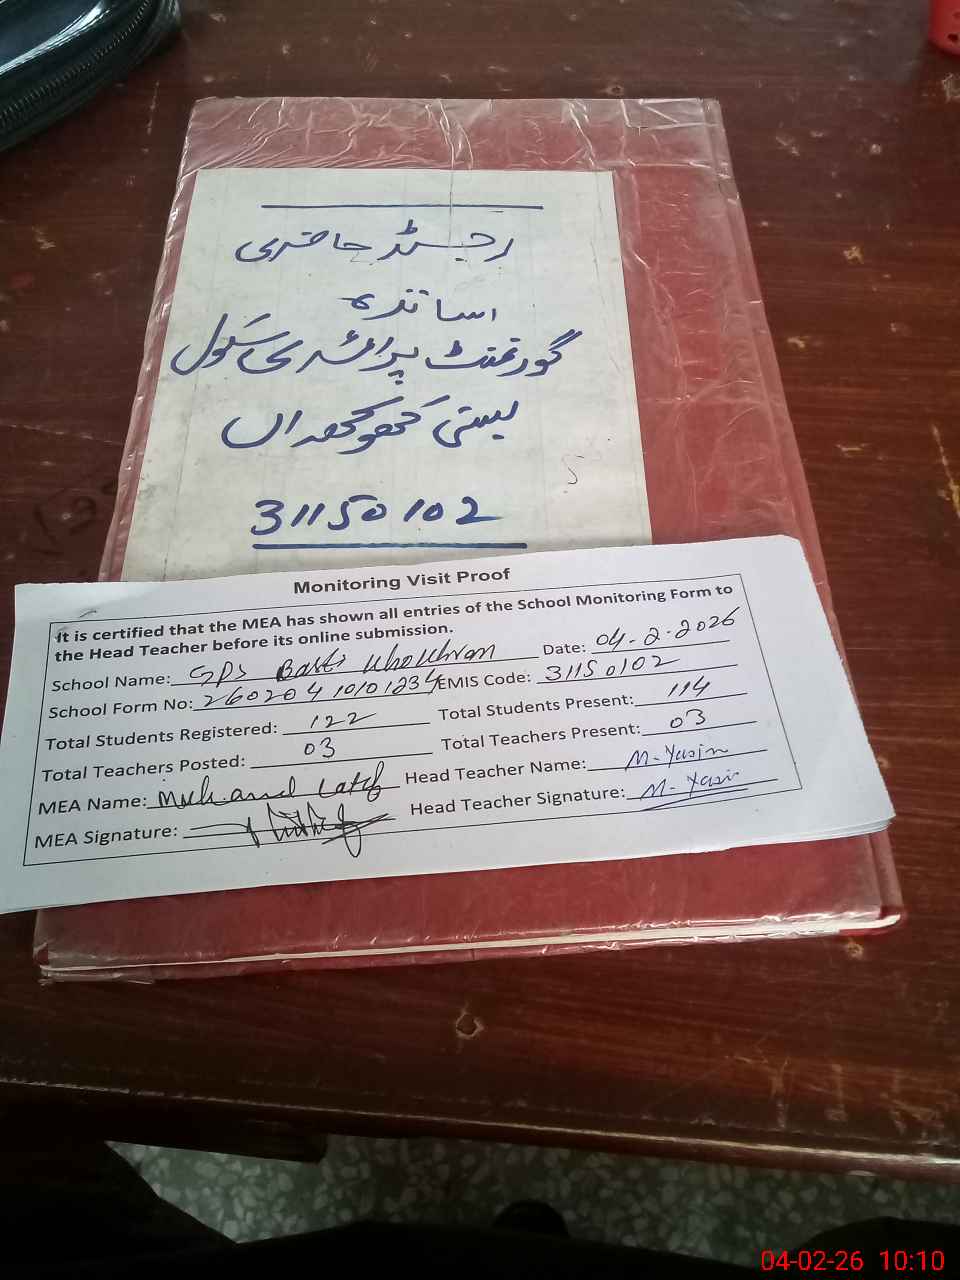 رجسٹر حاضری
اساتذہ
گورنمنٹ پرائمری سکول
بستی کھوکھراں
31150102
Monitoring Visit Proof
It is certified that the MEA has shown all entries of the School Monitoring Form to
the Head Teacher before its online submission.
School Name: GPS Basti Khokhran Date: 04-2-2026
School Form No: 260204 10101234 EMIS Code: 31150102
Total Students Registered: 122 Total Students Present: 114
Total Teachers Posted: 03 Total Teachers Present: 03
MEA Name: Head Teacher Name: M-Yasin
MEA Signature: Head Teacher Signature: M-Yasin
04-02-26 10:10